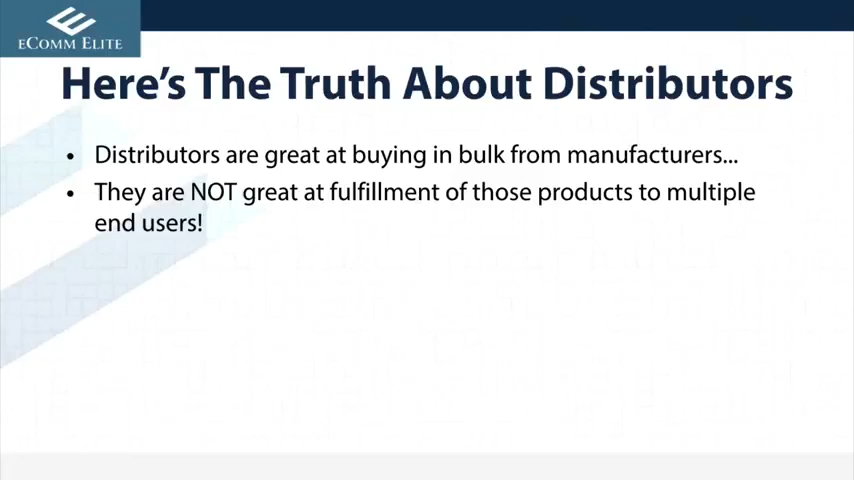 eComm Elite
Here's The Truth About Distributors
• Distributors are great at buying in bulk from manufacturers...
• They are NOT great at fulfillment of those products to multiple
end users!